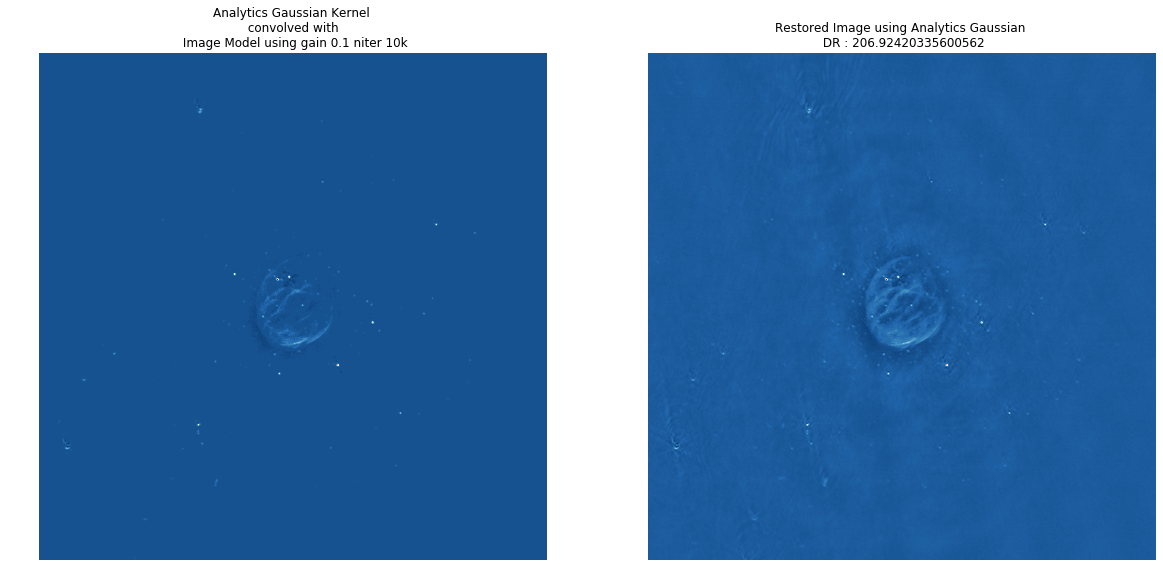 Analytics Gaussian Kernel
convolved with
Image Model using gain 0.1 niter 10k
Restored Image using Analytics Gaussian
DR : 206.92420335600562